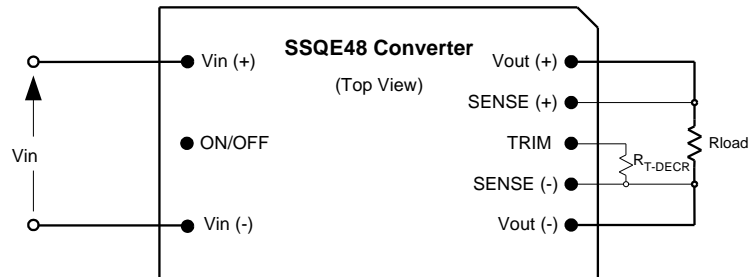 SSQE48 Converter
(Top View)
Vin (+)
Vout (+)
SENSE (+)
ON/OFF
TRIM
Rload
Vin
RT-DECR
SENSE (-)
Vin (-)
Vout (-)